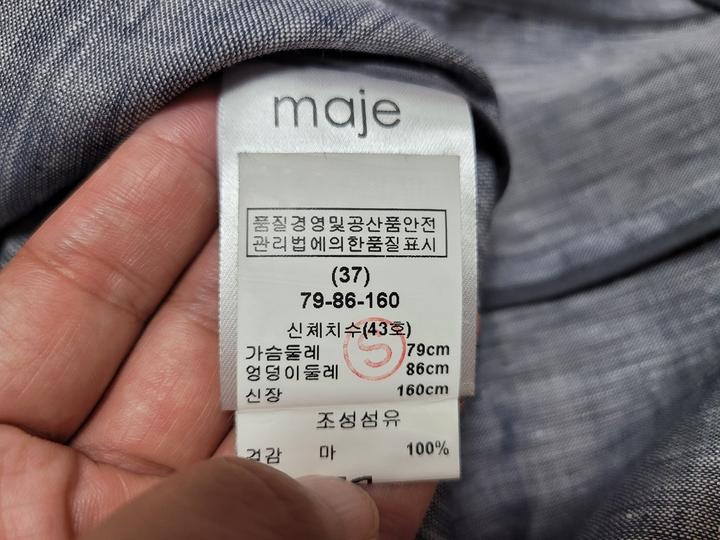 maje
품질경영및공산품안전
관리법에의한품질표시
(37)
79-86-160
신체치수(43호)
S
가슴둘레 79cm
엉덩이둘레 86cm
신장 160cm
조성섬유
겉감 마 100%